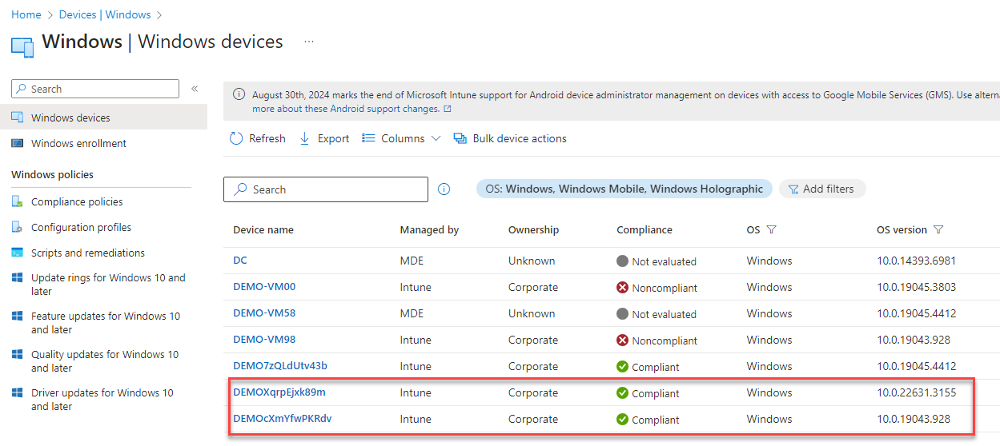 Home > Devices | Windows >
Windows | Windows devices ...
Search «
Windows devices
Windows enrollment
Windows policies
Compliance policies
Configuration profiles
Scripts and remediations
Update rings for Windows 10 and
later
Feature updates for Windows 10
and later
Quality updates for Windows 10
and later
Driver updates for Windows 10
and later
August 30th, 2024 marks the end of Microsoft Intune support for Android device administrator management on devices with access to Google Mobile Services (GMS). Use alterna
more about these Android support changes.
Refresh Export Columns Bulk device actions
Search OS: Windows, Windows Mobile, Windows Holographic Add filters
Device name Managed by Ownership Compliance OS OS version
DC MDE Unknown Not evaluated Windows 10.0.14393.6981
DEMO-VM00 Intune Corporate Noncompliant Windows 10.0.19045.3803
DEMO-VM58 MDE Unknown Not evaluated Windows 10.0.19045.4412
DEMO-VM98 Intune Corporate Noncompliant Windows 10.0.19043.928
DEMO7zQLdUtv43b Intune Corporate Compliant Windows 10.0.19045.4412
DEMOXqrpEjxk89m Intune Corporate Compliant Windows 10.0.22631.3155
DEMOcXmYfwPKRdv Intune Corporate Compliant Windows 10.0.19043.928